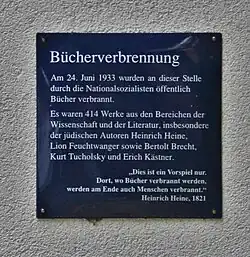 Bücherverbrennung
Am 24. Juni 1933 wurden an dieser Stelle
durch die Nationalsozialisten öffentlich
Bücher verbrannt.
Es waren 414 Werke aus den Bereichen der
Wissenschaft und der Literatur, insbesondere
der jüdischen Autoren Heinrich Heine,
Lion Feuchtwanger sowie Bertolt Brecht,
Kurt Tucholsky und Erich Kästner.
„Dies ist ein Vorspiel nur.
Dort, wo Bücher verbrannt werden,
werden am Ende auch Menschen verbrannt.“
Heinrich Heine, 1821